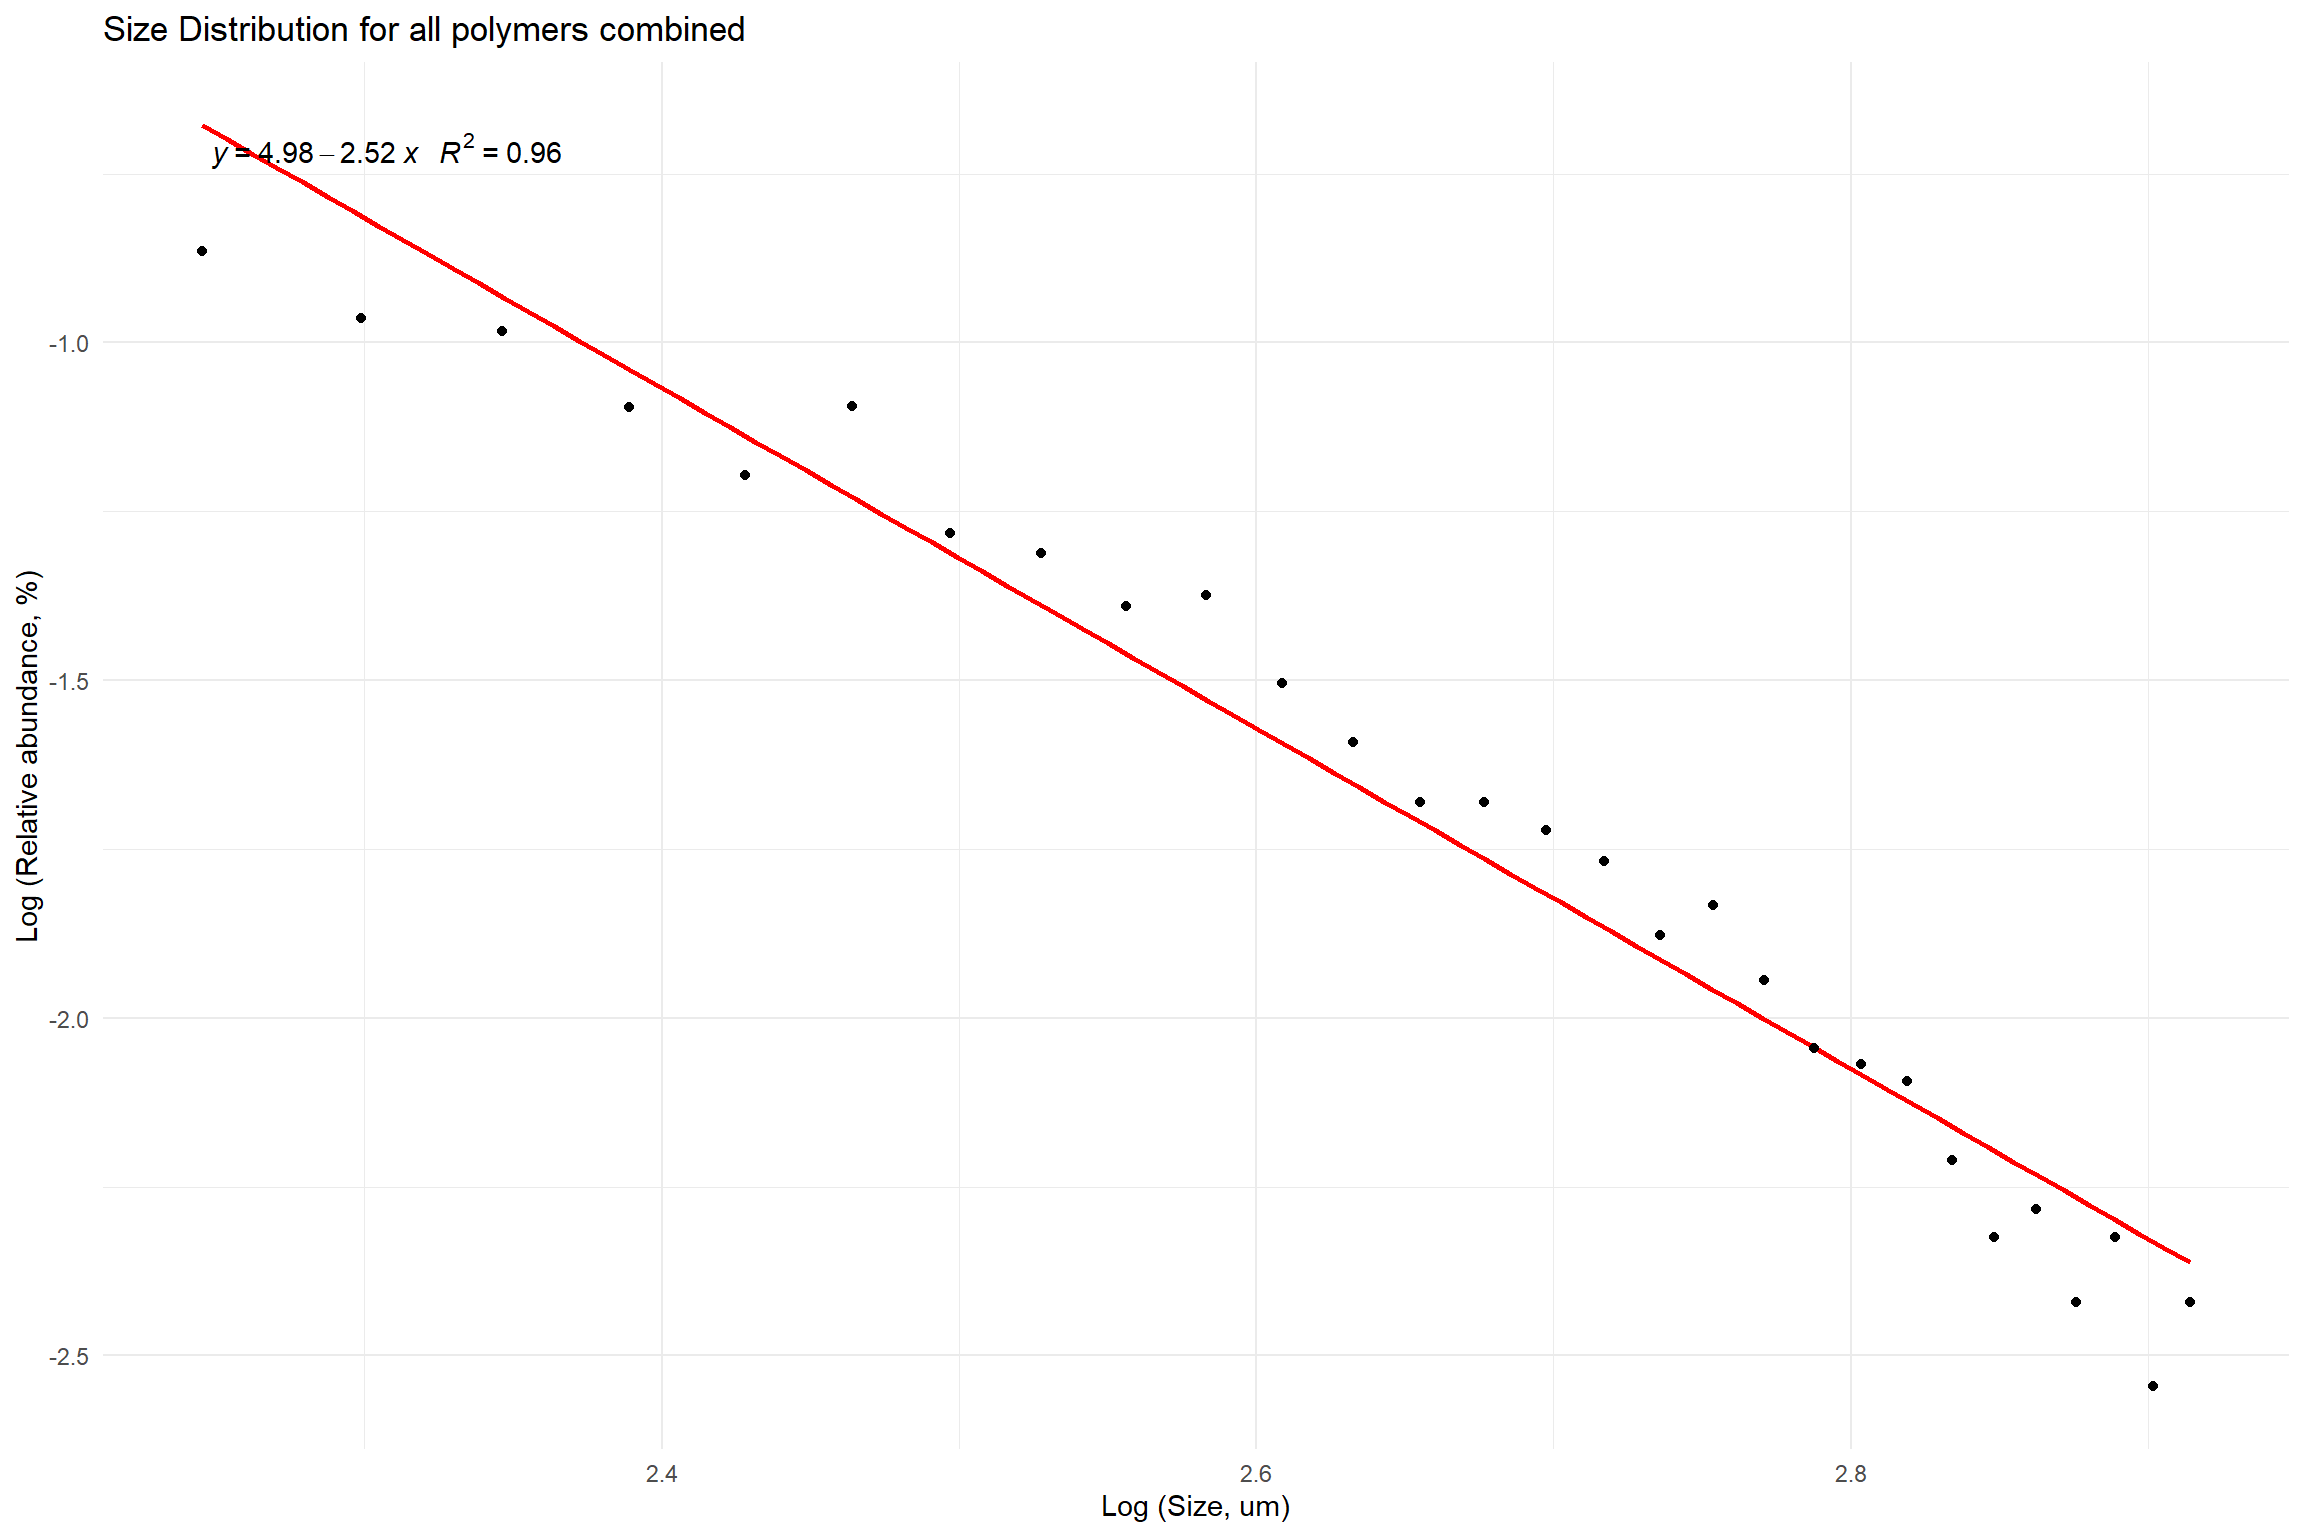 Size Distribution for all polymers combined
y = 4.98 − 2.52 x R² = 0.96
-1.0
-1.5
-2.0
-2.5
Log (Relative abundance, %)
2.4 2.6 2.8
Log (Size, um)